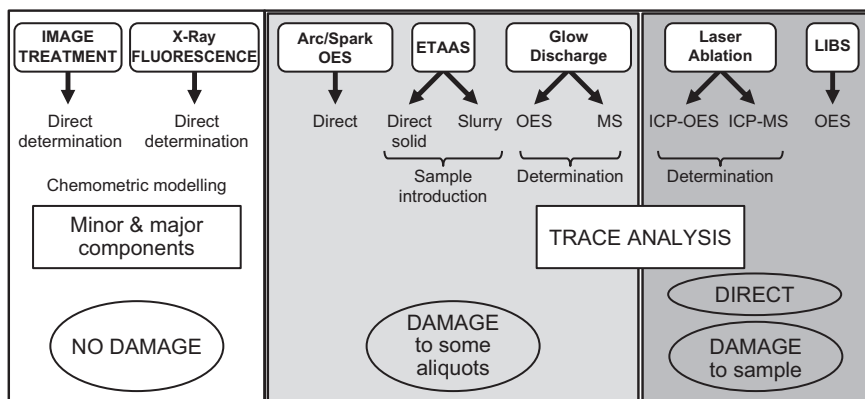 IMAGE
TREATMENT
X-Ray
FLUORESCENCE
Direct
determination
Direct
determination
Chemometric modelling
Minor & major
components
NO DAMAGE
Arc/Spark
OES
ETAAS
Glow
Discharge
Direct
Direct
solid
Slurry
OES
MS
Sample
introduction
Determination
TRACE ANALYSIS
DAMAGE
to some
aliquots
Laser
Ablation
LIBS
ICP-OES
ICP-MS
OES
Determination
DIRECT
DAMAGE
to sample